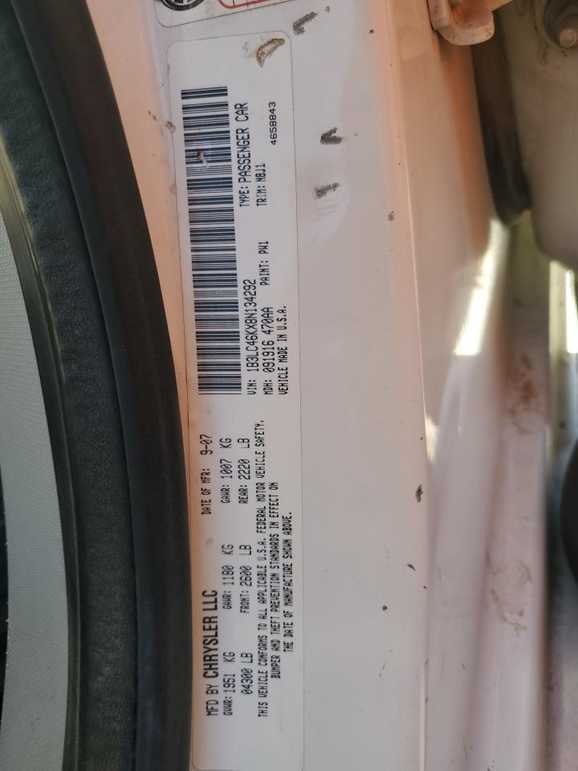 MFD BY CHRYSLER LLC DATE OF MFR: 9-07
GVWR: 1951 KG GAWR: 1180 KG GAWR: 1007 KG
04300 LB FRONT: 2600 LB REAR: 2220 LB
THIS VEHICLE CONFORMS TO ALL APPLICABLE U.S.A. FEDERAL MOTOR VEHICLE SAFETY,
BUMPER AND THEFT PREVENTION STANDARDS IN EFFECT ON
THE DATE OF MANUFACTURE SHOWN ABOVE.
VIN: 1B3LC46KX8N134292 TYPE: PASSENGER CAR
MDH: 091916 470AA PAINT: PW1 TRIM: M8J1
VEHICLE MADE IN U.S.A. 4658843